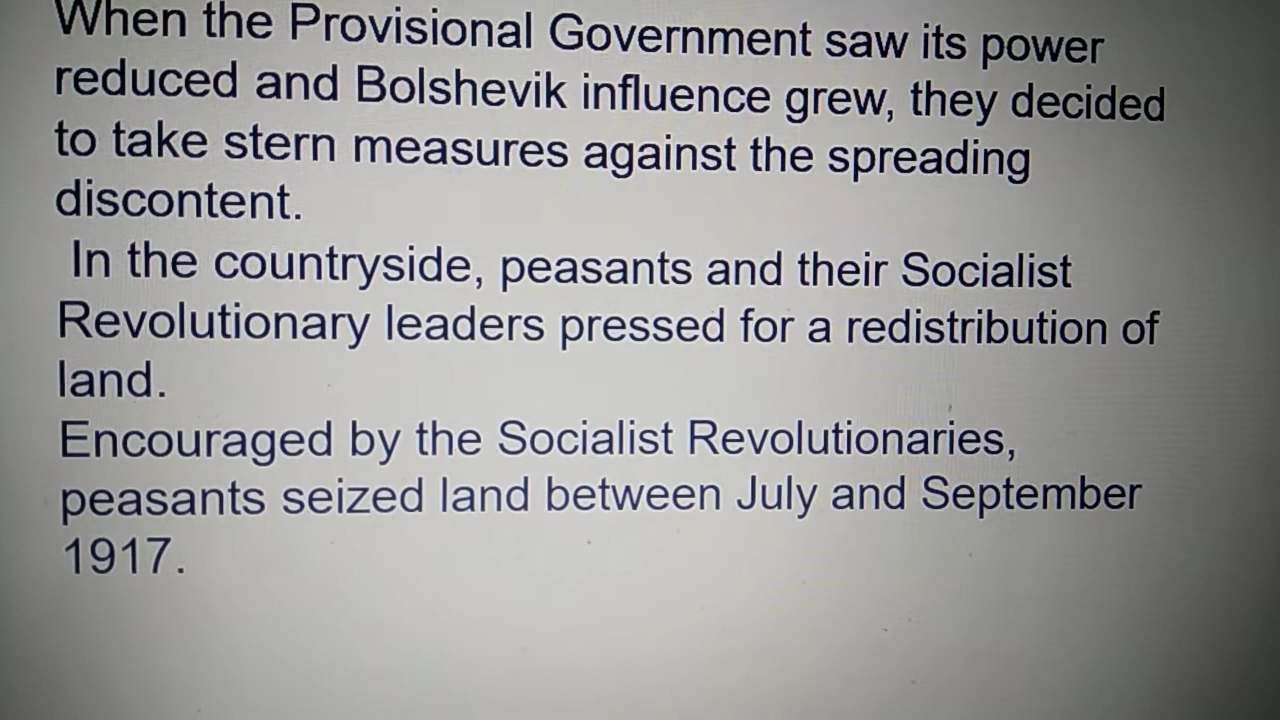 When the Provisional Government saw its power
reduced and Bolshevik influence grew, they decided
to take stern measures against the spreading
discontent.
In the countryside, peasants and their Socialist
Revolutionary leaders pressed for a redistribution of
land.
Encouraged by the Socialist Revolutionaries,
peasants seized land between July and September
1917.